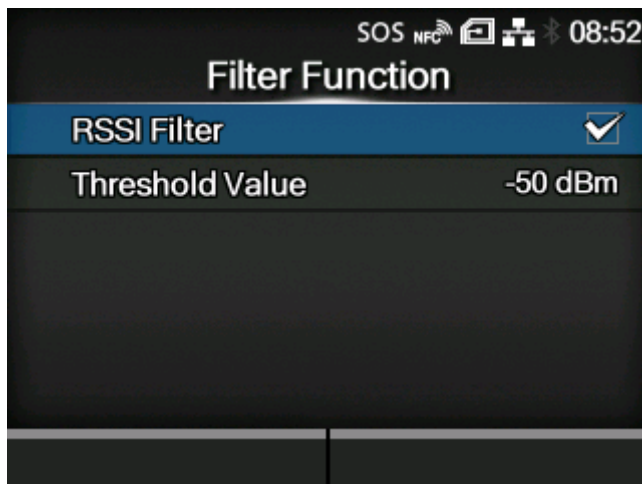 SOS NFC 08:52
Filter Function
RSSI Filter
Threshold Value -50 dBm